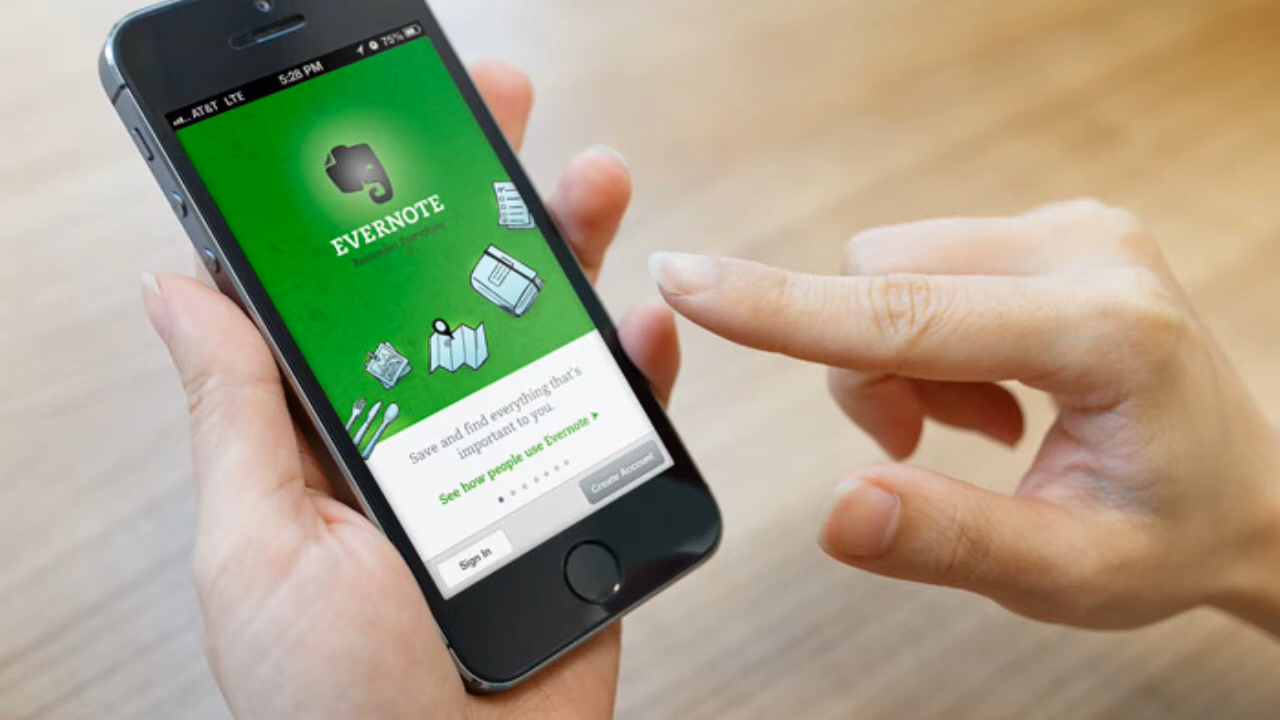 AT&T LTE 5:28 PM 75%
EVERNOTE
Remember Everything
Save and find everything that's
important to you.
See how people use Evernote
Sign In
Create Account